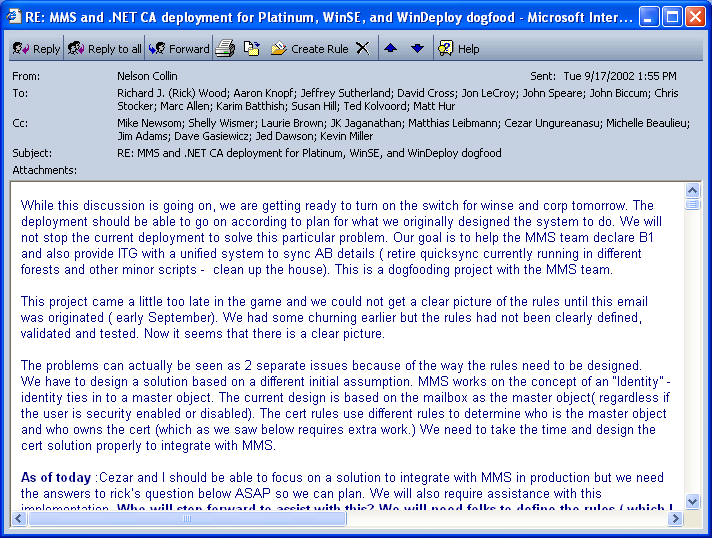 RE: MMS and .NET CA deployment for Platinum, WinSE, and WinDeploy dogfood - Microsoft Inter...
Reply Reply to all Forward Create Rule Help
From: Nelson Collin Sent: Tue 9/17/2002 1:55 PM
To: Richard J. (Rick) Wood; Aaron Knopf; Jeffrey Sutherland; David Cross; Jon LeCroy; John Speare; John Biccum; Chris
Stocker; Marc Allen; Karim Batthish; Susan Hill; Ted Kolvoord; Matt Hur
Cc: Mike Newsom; Shelly Wismer; Laurie Brown; JK Jaganathan; Matthias Leibmann; Cezar Ungureanasu; Michelle Beaulieu;
Jim Adams; Dave Gasiewicz; Jed Dawson; Kevin Miller
Subject: RE: MMS and .NET CA deployment for Platinum, WinSE, and WinDeploy dogfood
Attachments:
While this discussion is going on, we are getting ready to turn on the switch for winse and corp tomorrow. The
deployment should be able to go on according to plan for what we originally designed the system to do. We will
not stop the current deployment to solve this particular problem. Our goal is to help the MMS team declare B1
and also provide ITG with a unified system to sync AB details ( retire quicksync currently running in different
forests and other minor scripts - clean up the house). This is a dogfooding project with the MMS team.
This project came a little too late in the game and we could not get a clear picture of the rules until this email
was originated ( early September). We had some churning earlier but the rules had not been clearly defined,
validated and tested. Now it seems that there is a clear picture.
The problems can actually be seen as 2 separate issues because of the way the rules need to be designed.
We have to design a solution based on a different initial assumption. MMS works on the concept of an "Identity" -
identity ties in to a master object. The current design is based on the mailbox as the master object( regardless if
the user is security enabled or disabled). The cert rules use different rules to determine who is the master object
and who owns the cert (which as we saw below requires extra work.) We need to take the time and design the
cert solution properly to integrate with MMS.
As of today :Cezar and I should be able to focus on a solution to integrate with MMS in production but we need
the answers to rick's question below ASAP so we can plan. We will also require assistance with this
implementation. Who will step forward to assist with this? We will need folks to define the rules ( which I